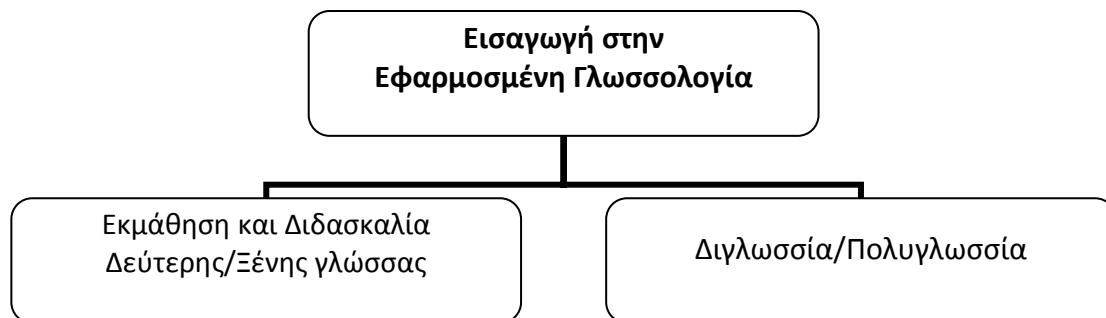 Εισαγωγή στην
Εφαρμοσμένη Γλωσσολογία
Εκμάθηση και Διδασκαλία
Δεύτερης/Ξένης γλώσσας
Διγλωσσία/Πολυγλωσσία